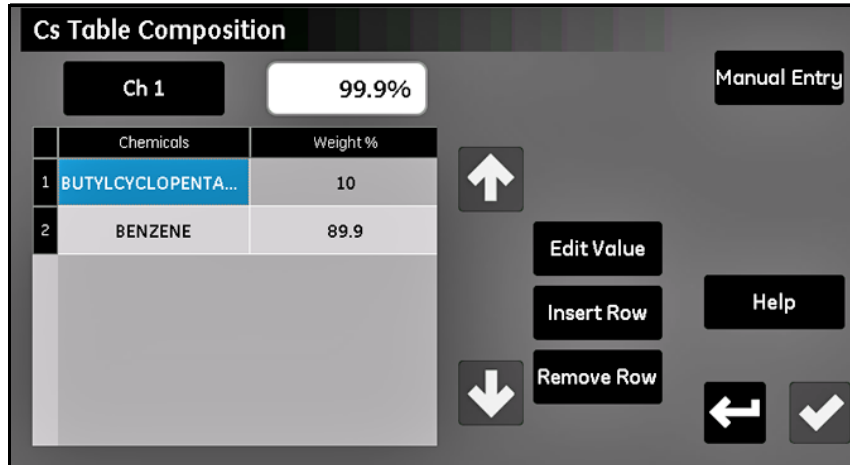 Cs Table Composition
Ch 1
99.9%
Manual Entry
Chemicals Weight %
1 BUTYLCYCLOPENTA... 10
2 BENZENE 89.9
Edit Value
Insert Row
Help
Remove Row